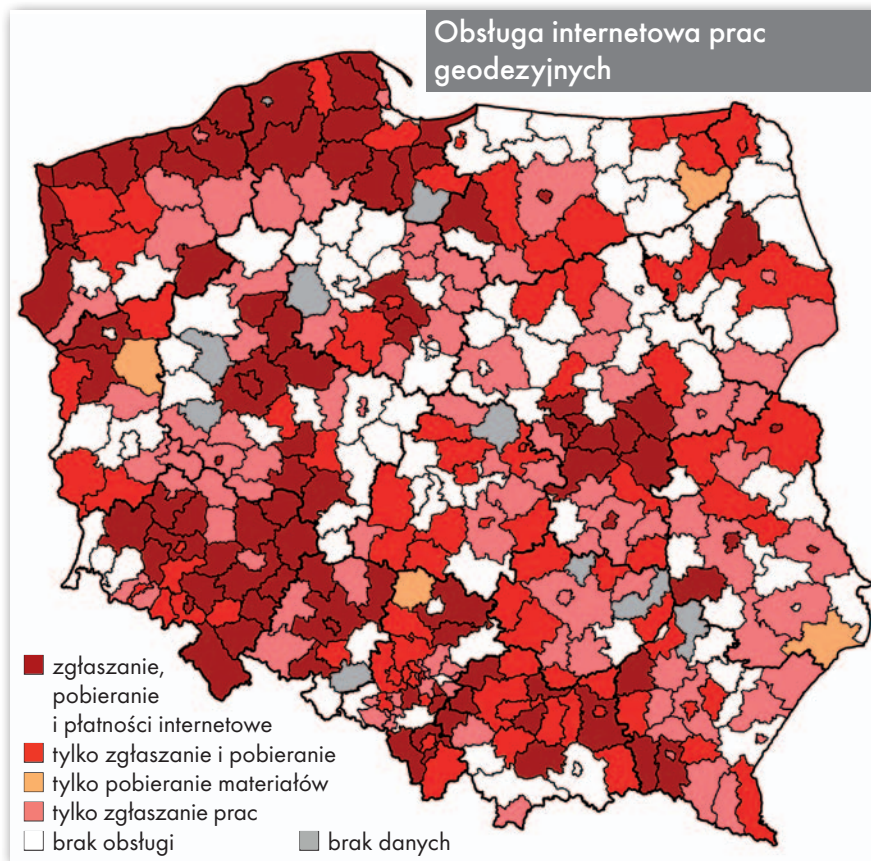 Obsługa internetowa prac
geodezyjnych
zgłaszanie,
pobieranie
i płatności internetowe
tylko zgłaszanie i pobieranie
tylko pobieranie materiałów
tylko zgłaszanie prac
brak obsługi
brak danych